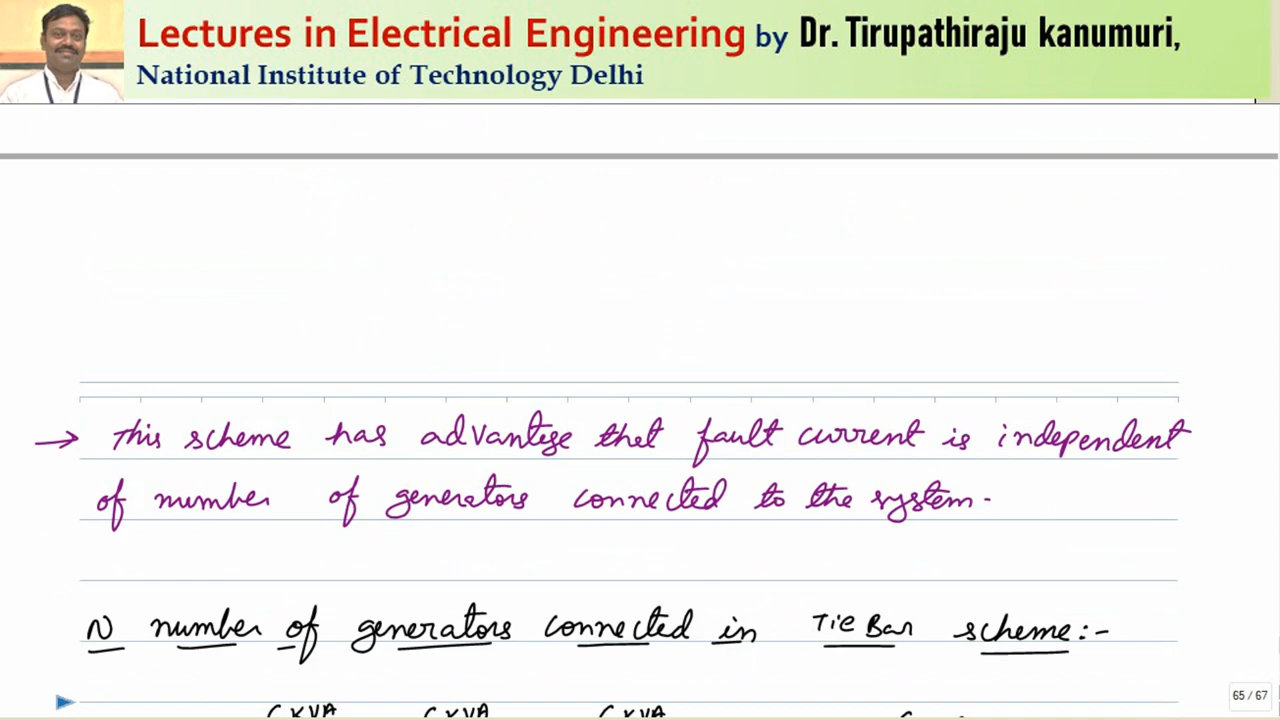 Lectures in Electrical Engineering by Dr. Tirupathiraju kanumuri,
National Institute of Technology Delhi
→ This scheme has advantage that fault current is independent
of number of generators connected to the system.
N number of generators connected in Tie Bar scheme:-
65 / 67